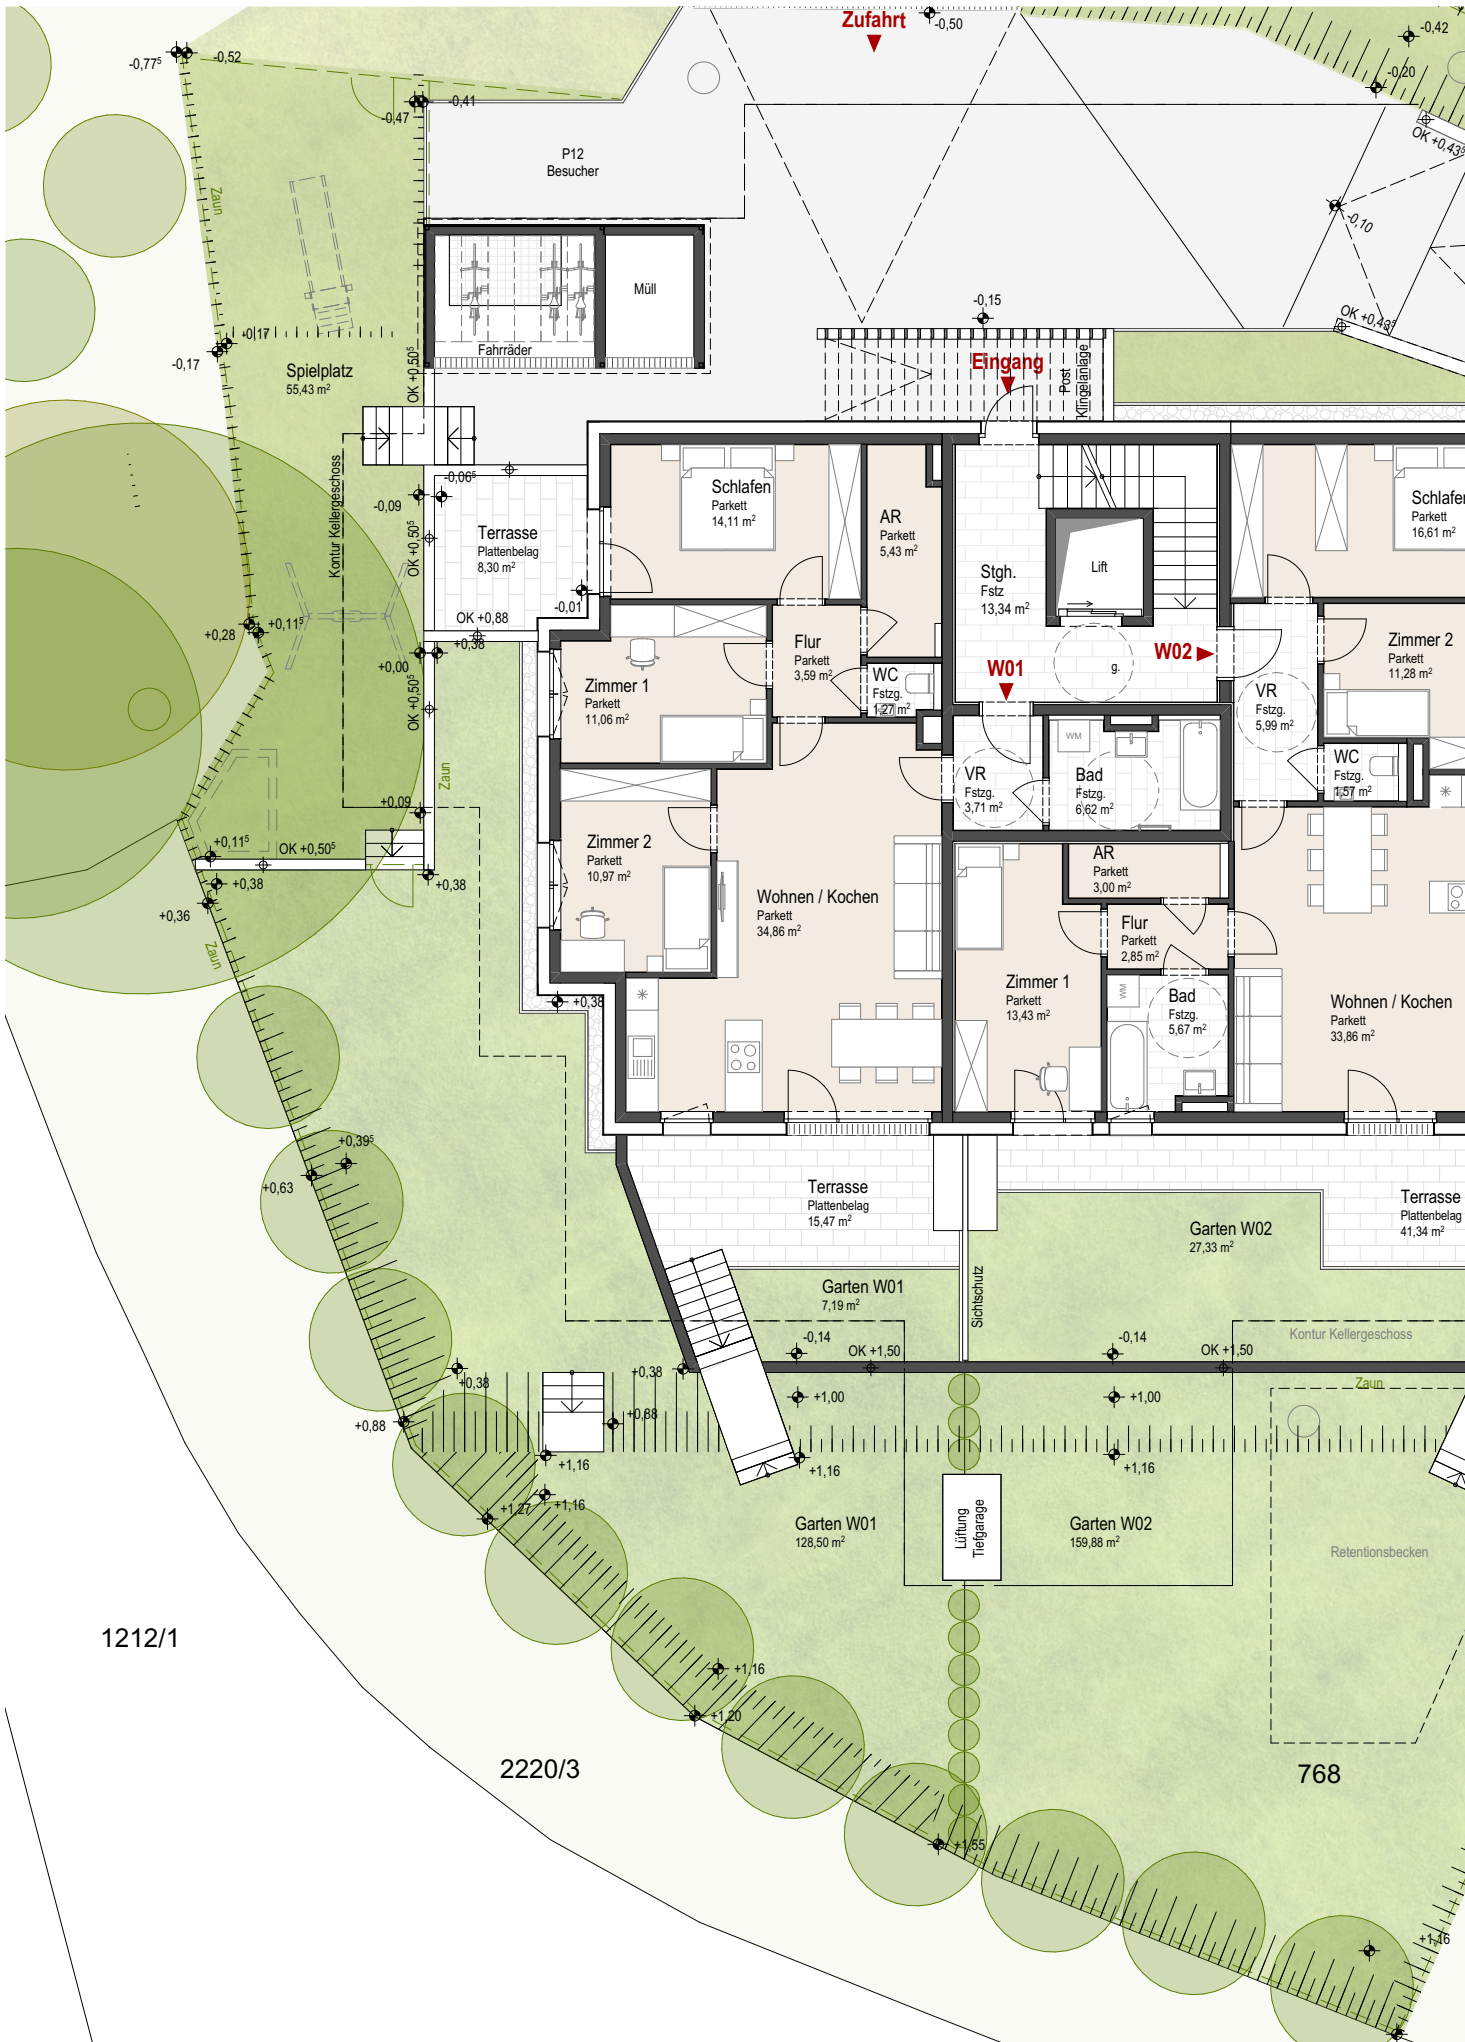 Zufahrt
-0,50
-0,42
-0,77⁵
-0,52
-0,20
-0,47
-0,41
OK +0,43⁵
P12
Besucher
Zaun
-0,10
Müll
-0,15
OK +0,43⁵
Fahrräder
-0,17
-0,17
Spielplatz
55,43 m²
OK +0,50⁵
Eingang
Post
Klingelanlage
Kontur Kellergeschoss
-0,06⁵
-0,09
OK +0,50⁵
Terrasse
Plattenbelag
8,30 m²
Schlafen
Parkett
14,11 m²
AR
Parkett
5,43 m²
Stgh.
Fstz
13,34 m²
Lift
Schlafen
Parkett
16,61 m²
-0,01
OK +0,88
+0,28
+0,11⁵
+0,00
+0,38
OK +0,50⁵
Zimmer 1
Parkett
11,06 m²
Flur
Parkett
3,59 m²
WC
Fstzg.
1,27 m²
W01
W02
g.
VR
Fstzg.
5,99 m²
Zimmer 2
Parkett
11,28 m²
Zaun
VR
Fstzg.
3,71 m²
WM
Bad
Fstzg.
6,62 m²
WC
Fstzg.
1,57 m²
+0,09
+0,11⁵
OK +0,50⁵
+0,38
+0,38
+0,36
Zaun
Zimmer 2
Parkett
10,97 m²
Wohnen / Kochen
Parkett
34,86 m²
AR
Parkett
3,00 m²
Flur
Parkett
2,85 m²
Zimmer 1
Parkett
13,43 m²
WM
Bad
Fstzg.
5,67 m²
Wohnen / Kochen
Parkett
33,86 m²
+0,38
+0,39⁵
+0,63
Terrasse
Plattenbelag
15,47 m²
Terrasse
Plattenbelag
41,34 m²
Garten W02
27,33 m²
Garten W01
7,19 m²
Sichtschutz
Kontur Kellergeschoss
-0,14
OK +1,50
-0,14
OK +1,50
+0,38
+0,38
Zaun
+1,00
+1,00
+0,88
+0,88
+1,16
+1,16
+1,16
+1,16
+1,27
Garten W01
128,50 m²
Lüftung
Tiefgarage
Garten W02
159,88 m²
Retentionsbecken
1212/1
+1,16
+1,20
2220/3
768
+1,55
+1,16